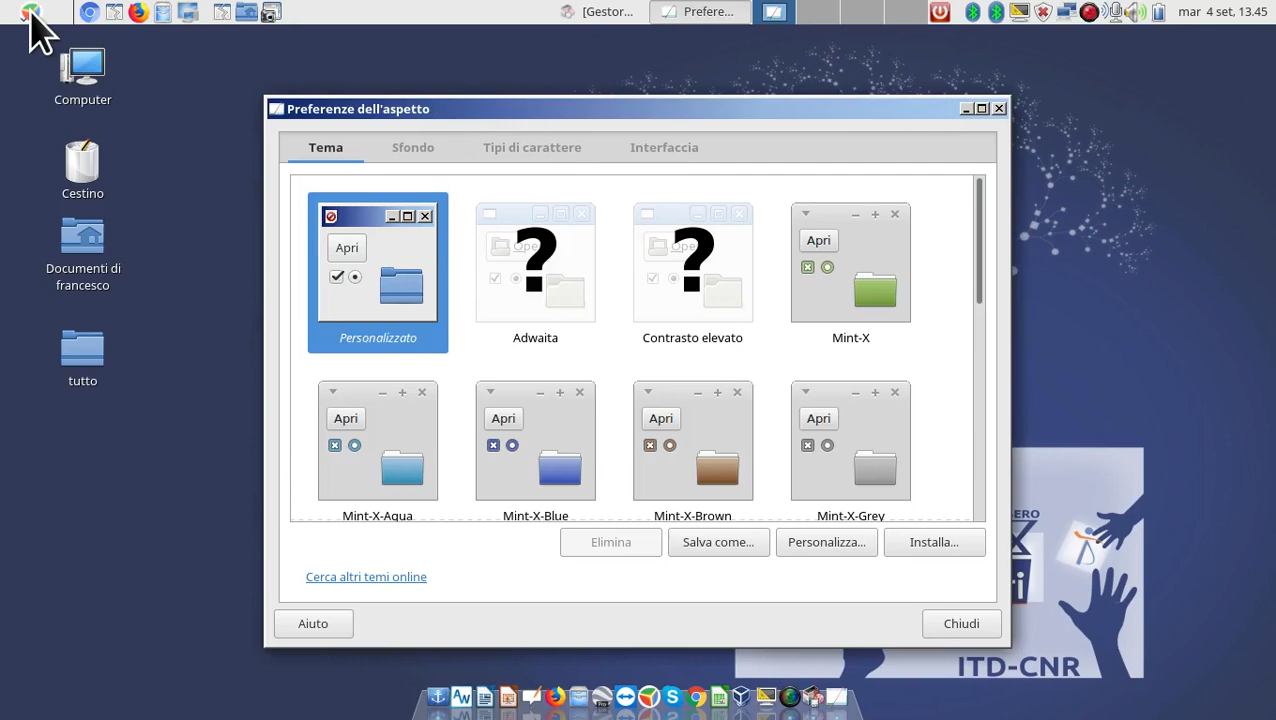 [Gestor...
Prefere...
mar 4 set, 13.45
Computer
Cestino
Documenti di
francesco
tutto
Preferenze dell'aspetto
Tema
Sfondo
Tipi di carattere
Interfaccia
Apri
Personalizzato
Adwaita
Contrasto elevato
Apri
Mint-X
Apri
Mint-X-Aqua
Apri
Mint-X-Blue
Apri
Mint-X-Brown
Apri
Mint-X-Grey
Elimina
Salva come...
Personalizza...
Installa...
Cerca altri temi online
Aiuto
Chiudi
ITD-CNR